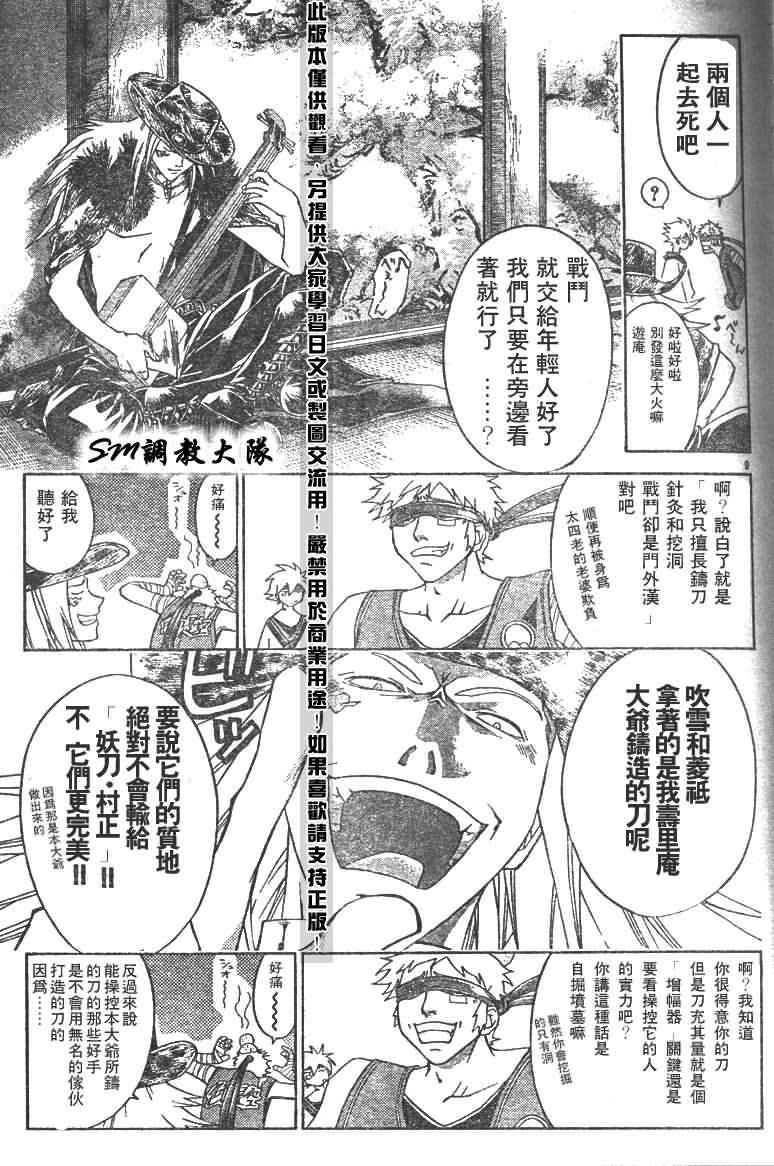 兩個人一
起去死吧
?
好啦好啦
別發這麼大火嘛
遊庵
ぺ〜ん
戰鬥
就交給年輕人好了
我們只要在旁邊看
著就行了……?
9
SM調教大隊
此版本僅供觀看,另提供大家學習日文或製圖交流用!嚴禁用於商業用途!如果喜歡請支持正版!
啊?說白了就是
「我只擅長鑄刀
針灸和挖洞
戰鬥卻是門外漢」
對吧
順便再被身為
太四老的老婆欺負
好痛~
シュオ〜
給我
聽好了
吹雪和菱祗
拿著的是我壽里庵
大爺鑄造的刀呢
要說它們的質地
絕對不會輸給
「妖刀·村正」!!
不 它們更完美!!
因為那是本大爺
做出來的
啊?我知道
你很得意你的刀
但是刀充其量就是個
「增幅器」關鍵還是
要看操控它的人
的實力吧?
你講這種話是
自掘墳墓嘛
雖然你會挖掘
的只有洞
好痛~
シュオ〜
反過來說
能操控本大爺所鑄
的刀的那些好手
是不會用無名的傢伙
打造的刀的
因為……